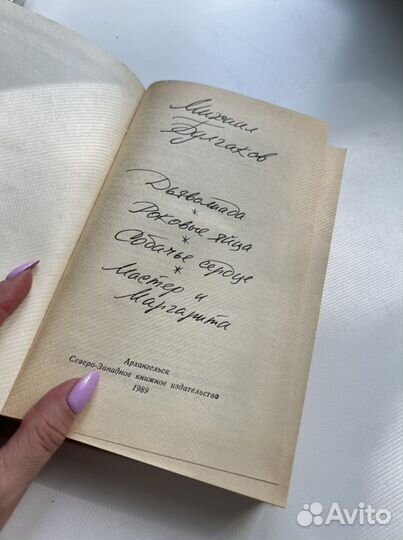 Михаил
Булгаков
Дьяволиада
*
Роковые яйца
*
Собачье сердце
*
Мастер и
Маргарита
Архангельск
Северо-Западное книжное издательство
1989
Avito